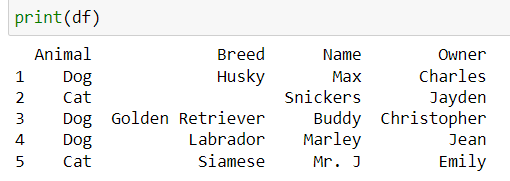 print(df)
Animal Breed Name Owner
1 Dog Husky Max Charles
2 Cat Snickers Jayden
3 Dog Golden Retriever Buddy Christopher
4 Dog Labrador Marley Jean
5 Cat Siamese Mr. J Emily